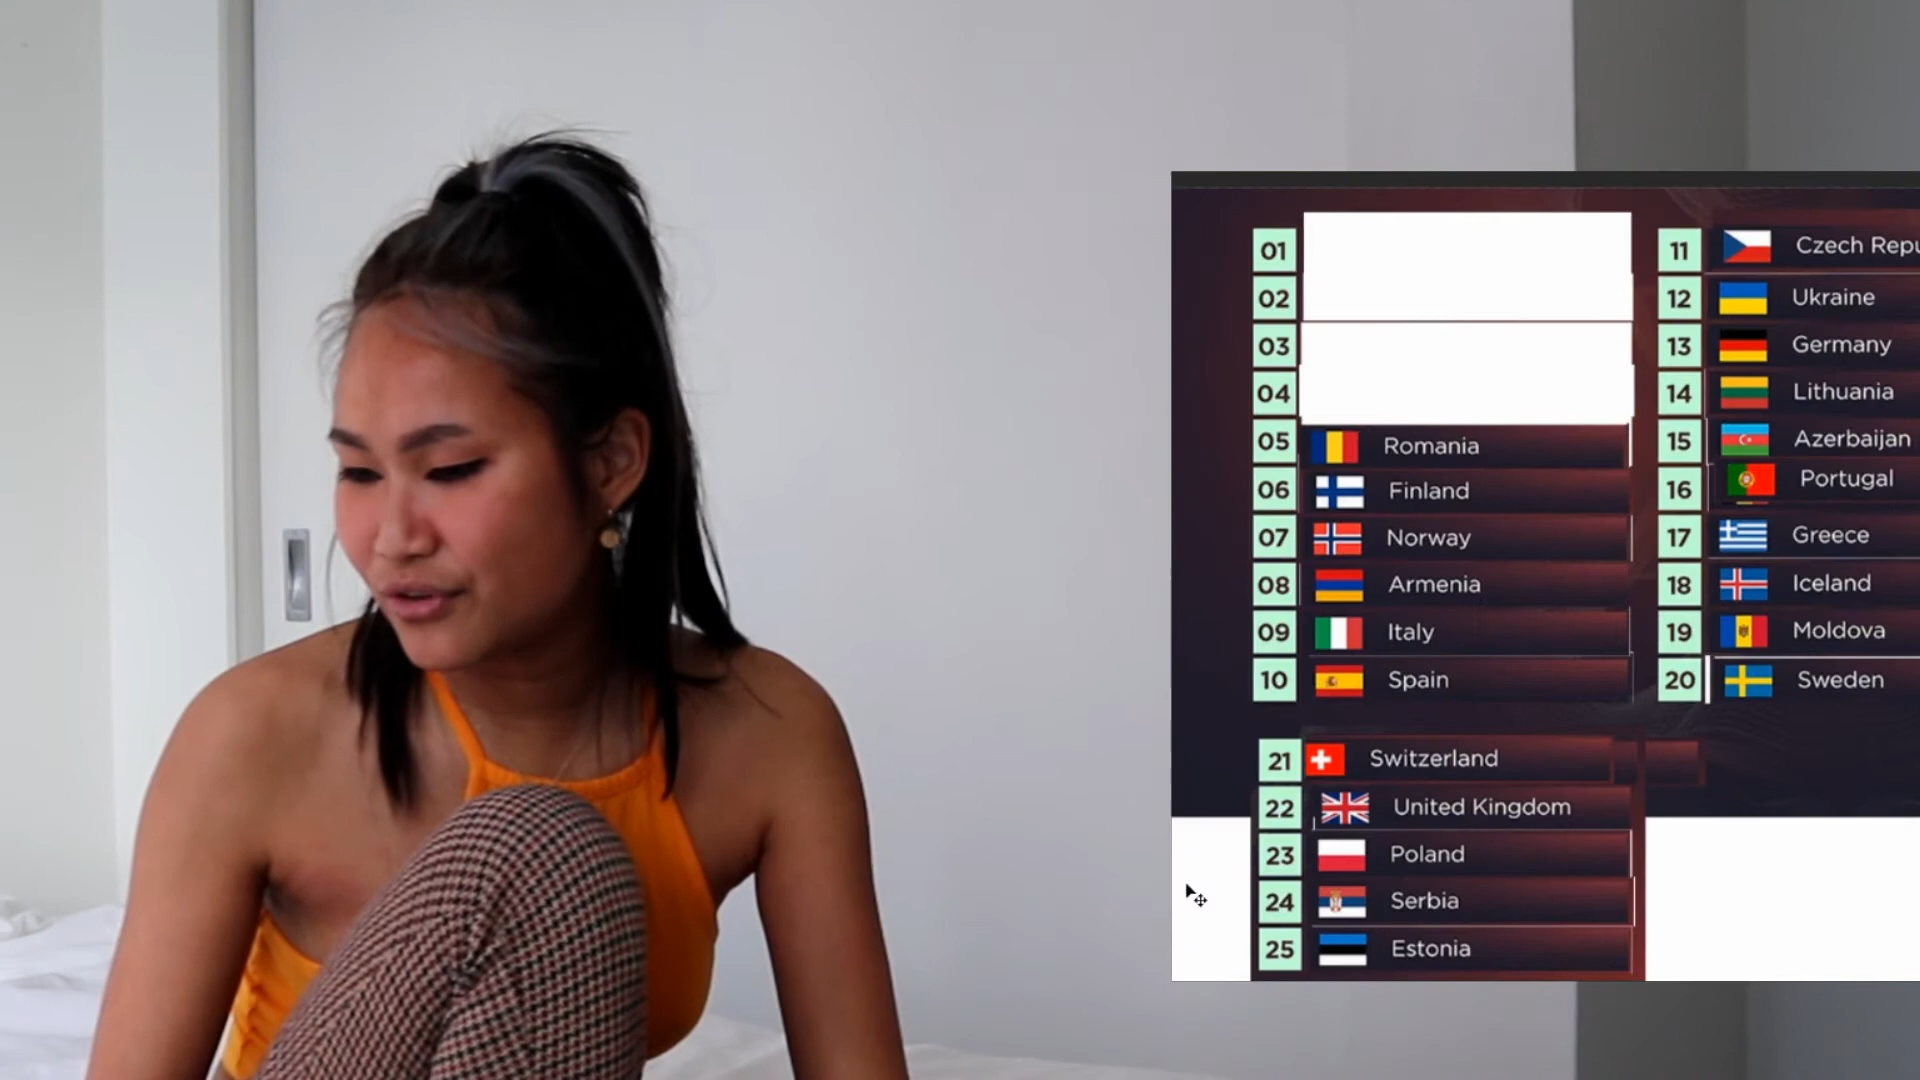 01
02
03
04
05 Romania
06 Finland
07 Norway
08 Armenia
09 Italy
10 Spain
11 Czech Repu
12 Ukraine
13 Germany
14 Lithuania
15 Azerbaijan
16 Portugal
17 Greece
18 Iceland
19 Moldova
20 Sweden
21 Switzerland
22 United Kingdom
23 Poland
24 Serbia
25 Estonia